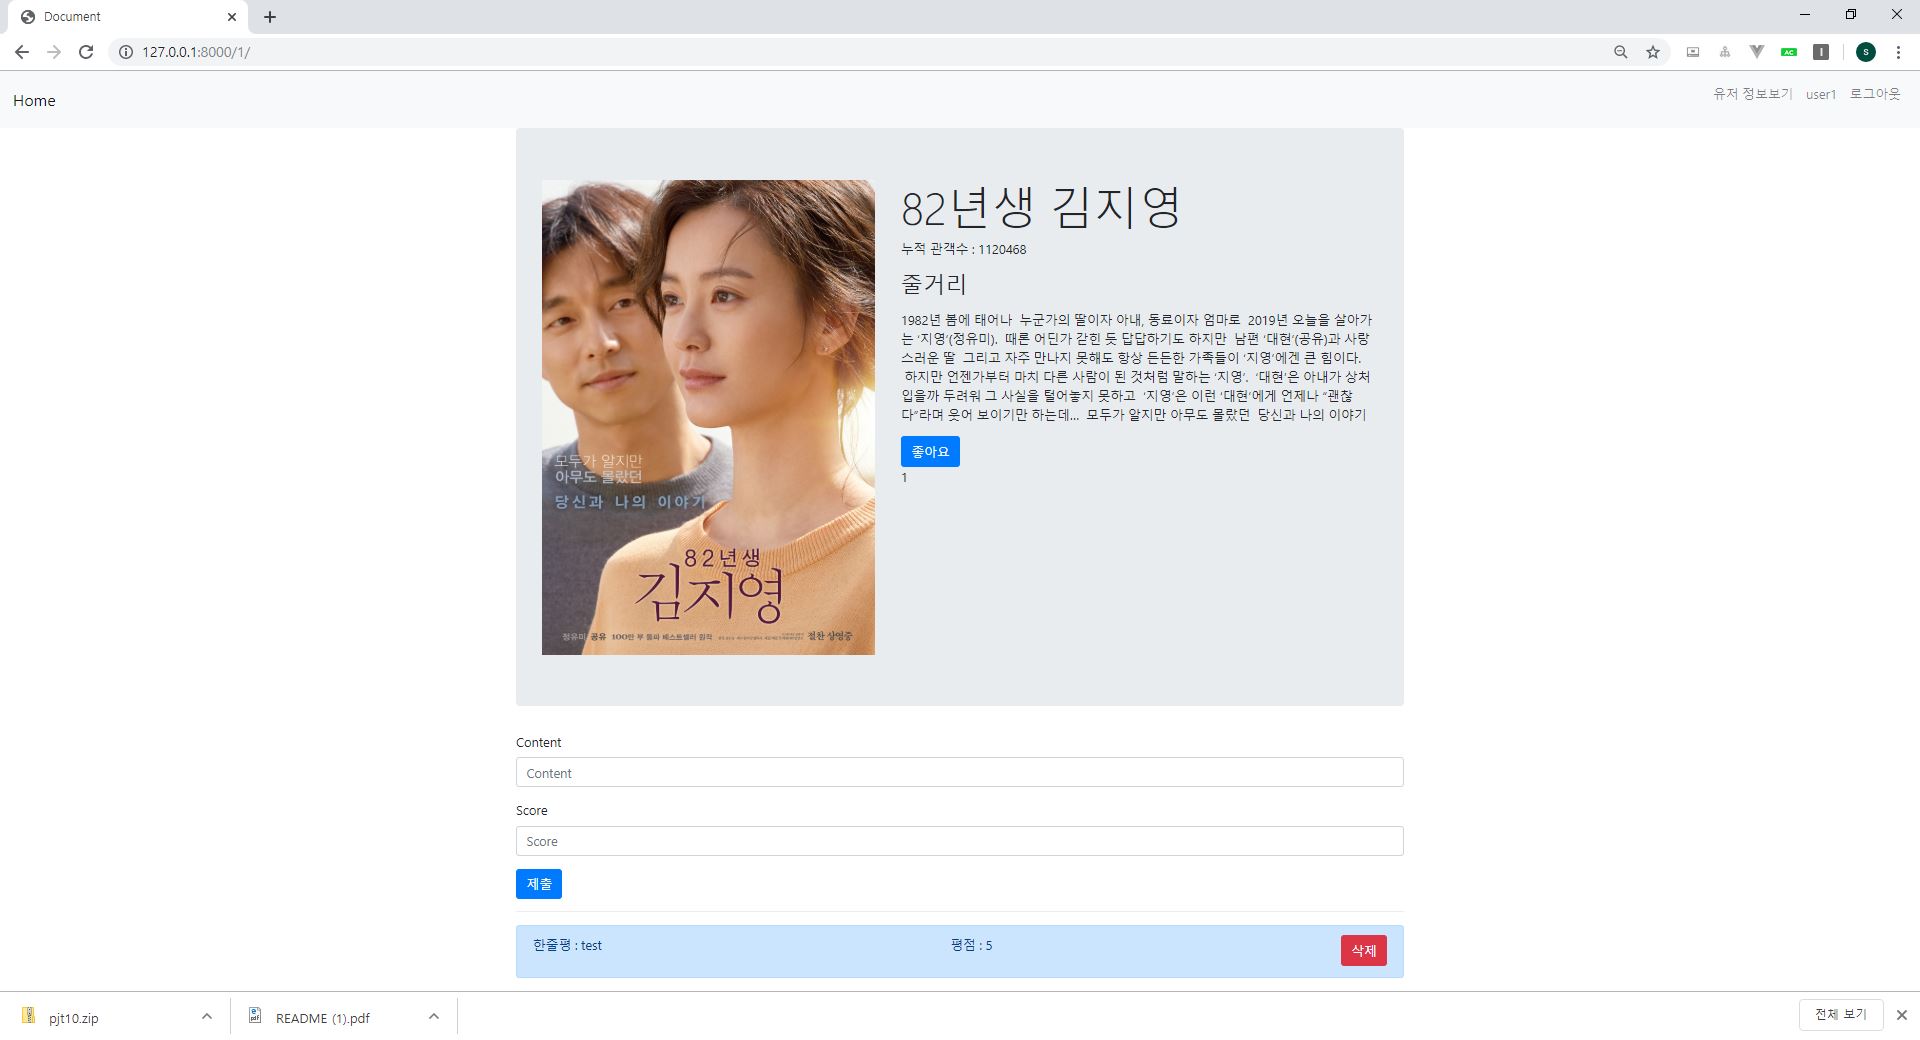 Document
127.0.0.1:8000/1/
AC
I
S
Home
유저 정보보기 user1 로그아웃
82년생 김지영
누적 관객수 : 1120468
줄거리
1982년 봄에 태어나 누군가의 딸이자 아내, 동료이자 엄마로 2019년 오늘을 살아가
는 ‘지영’(정유미). 때론 어딘가 갇힌 듯 답답하기도 하지만 남편 ‘대현’(공유)과 사랑
스러운 딸 그리고 자주 만나지 못해도 항상 든든한 가족들이 ‘지영’에겐 큰 힘이다.
하지만 언젠가부터 마치 다른 사람이 된 것처럼 말하는 ‘지영’. ‘대현’은 아내가 상처
입을까 두려워 그 사실을 털어놓지 못하고 ‘지영’은 이런 ‘대현’에게 언제나 “괜찮
다”라며 웃어 보이기만 하는데... 모두가 알지만 아무도 몰랐던 당신과 나의 이야기
좋아요
1
모두가 알지만
아무도 몰랐던
당신과 나의 이야기
82년생
김지영
정유미 공유 100만 부 돌파 베스트셀러 원작 절찬 상영중
Content
Content
Score
Score
제출
한줄평 : test 평점 : 5 삭제
pjt10.zip README (1).pdf 전체 보기